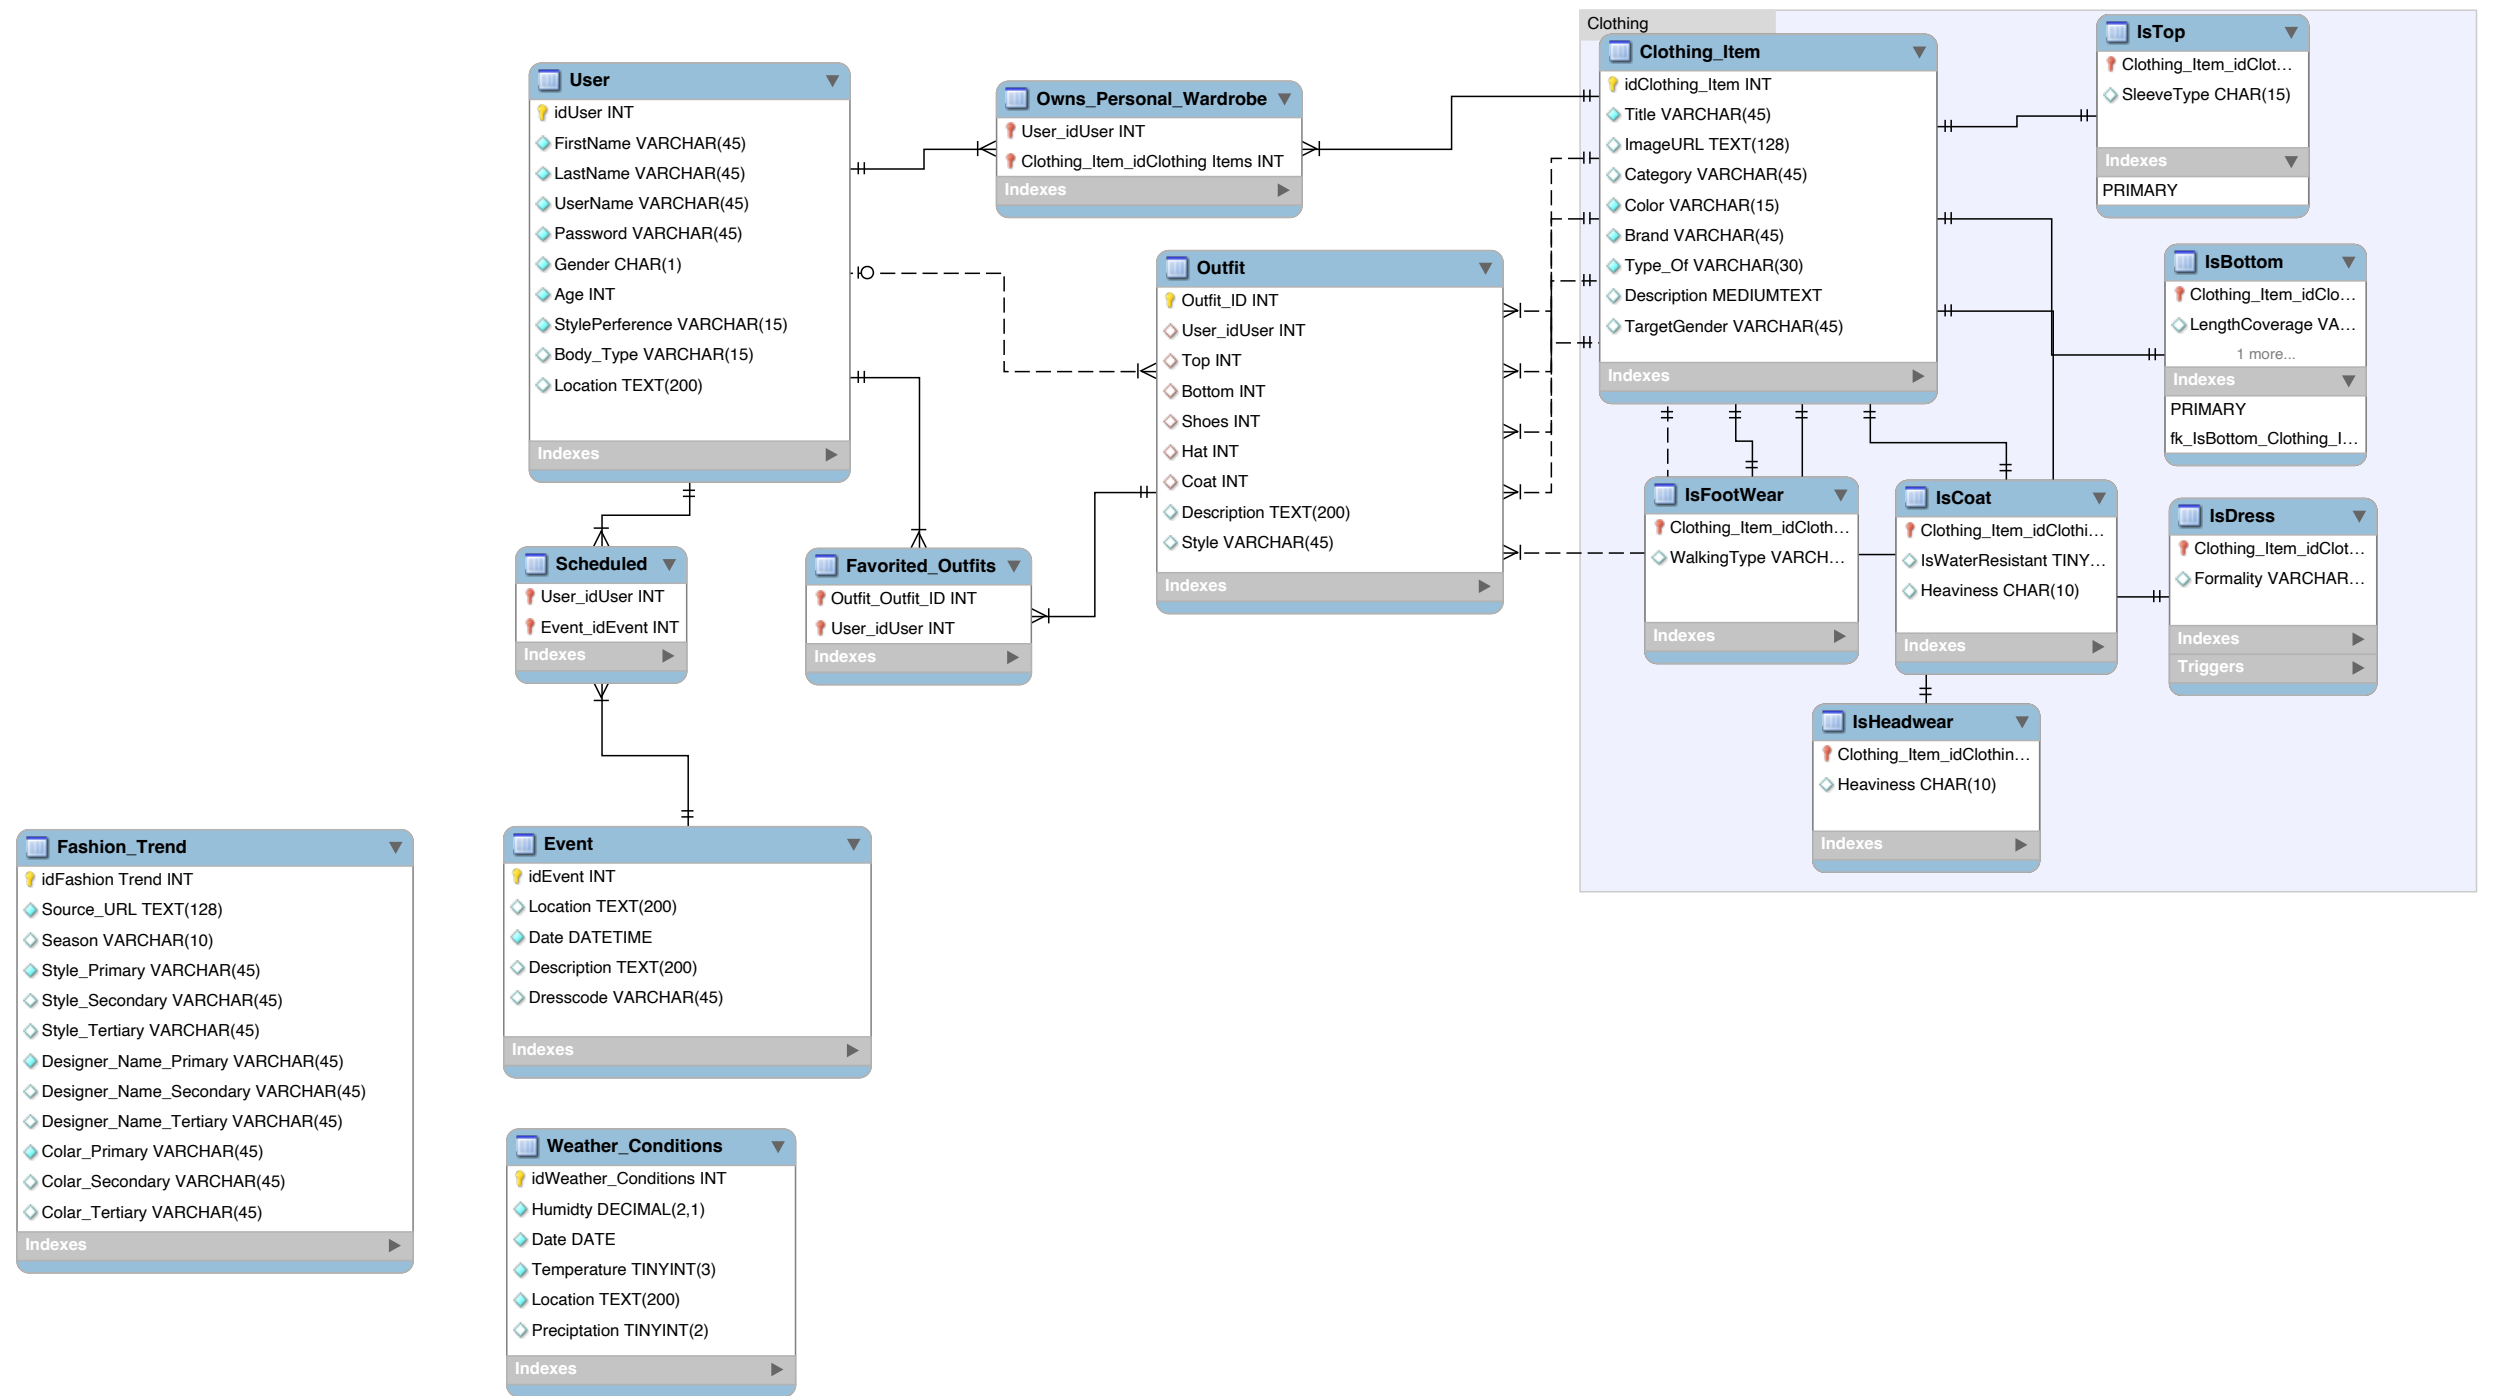 Clothing
User
idUser INT
FirstName VARCHAR(45)
LastName VARCHAR(45)
UserName VARCHAR(45)
Password VARCHAR(45)
Gender CHAR(1)
Age INT
StylePerference VARCHAR(15)
Body_Type VARCHAR(15)
Location TEXT(200)
Indexes
Owns_Personal_Wardrobe
User_idUser INT
Clothing_Item_idClothing Items INT
Indexes
Clothing_Item
idClothing_Item INT
Title VARCHAR(45)
ImageURL TEXT(128)
Category VARCHAR(45)
Color VARCHAR(15)
Brand VARCHAR(45)
Type_Of VARCHAR(30)
Description MEDIUMTEXT
TargetGender VARCHAR(45)
Indexes
IsTop
Clothing_Item_idClot...
SleeveType CHAR(15)
Indexes
PRIMARY
IsBottom
Clothing_Item_idClo...
LengthCoverage VA...
1 more...
Indexes
PRIMARY
fk_IsBottom_Clothing_I...
Outfit
Outfit_ID INT
User_idUser INT
Top INT
Bottom INT
Shoes INT
Hat INT
Coat INT
Description TEXT(200)
Style VARCHAR(45)
Indexes
IsFootWear
Clothing_Item_idCloth...
WalkingType VARCH...
Indexes
IsCoat
Clothing_Item_idClothi...
IsWaterResistant TINY...
Heaviness CHAR(10)
Indexes
IsDress
Clothing_Item_idClot...
Formality VARCHAR...
Indexes
Triggers
Scheduled
User_idUser INT
Event_idEvent INT
Indexes
Favorited_Outfits
Outfit_Outfit_ID INT
User_idUser INT
Indexes
IsHeadwear
Clothing_Item_idClothin...
Heaviness CHAR(10)
Indexes
Fashion_Trend
idFashion Trend INT
Source_URL TEXT(128)
Season VARCHAR(10)
Style_Primary VARCHAR(45)
Style_Secondary VARCHAR(45)
Style_Tertiary VARCHAR(45)
Designer_Name_Primary VARCHAR(45)
Designer_Name_Secondary VARCHAR(45)
Designer_Name_Tertiary VARCHAR(45)
Colar_Primary VARCHAR(45)
Colar_Secondary VARCHAR(45)
Colar_Tertiary VARCHAR(45)
Indexes
Event
idEvent INT
Location TEXT(200)
Date DATETIME
Description TEXT(200)
Dresscode VARCHAR(45)
Indexes
Weather_Conditions
idWeather_Conditions INT
Humidty DECIMAL(2,1)
Date DATE
Temperature TINYINT(3)
Location TEXT(200)
Preciptation TINYINT(2)
Indexes